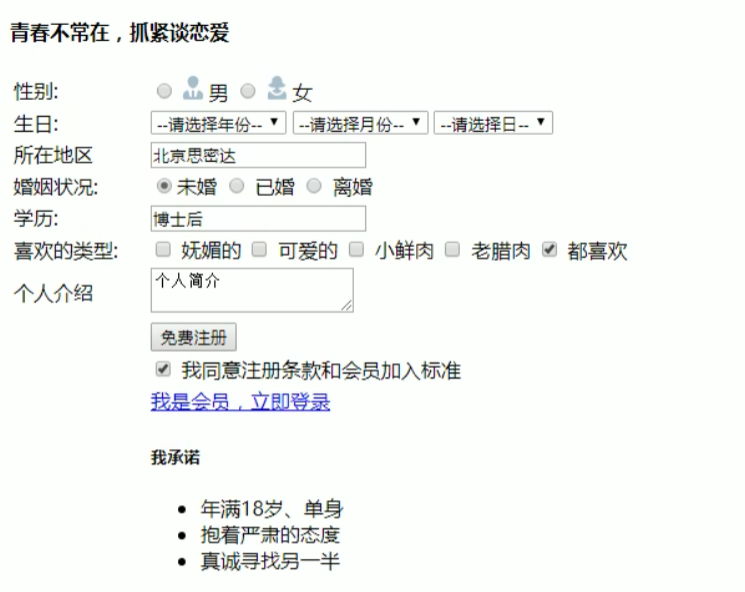 青春不常在，抓紧谈恋爱
性别: 男 女
生日: --请选择年份-- --请选择月份-- --请选择日--
所在地区 北京思密达
婚姻状况: 未婚 已婚 离婚
学历: 博士后
喜欢的类型: 妩媚的 可爱的 小鲜肉 老腊肉 都喜欢
个人介绍 个人简介
免费注册
我同意注册条款和会员加入标准
我是会员，立即登录
我承诺
年满18岁、单身
抱着严肃的态度
真诚寻找另一半